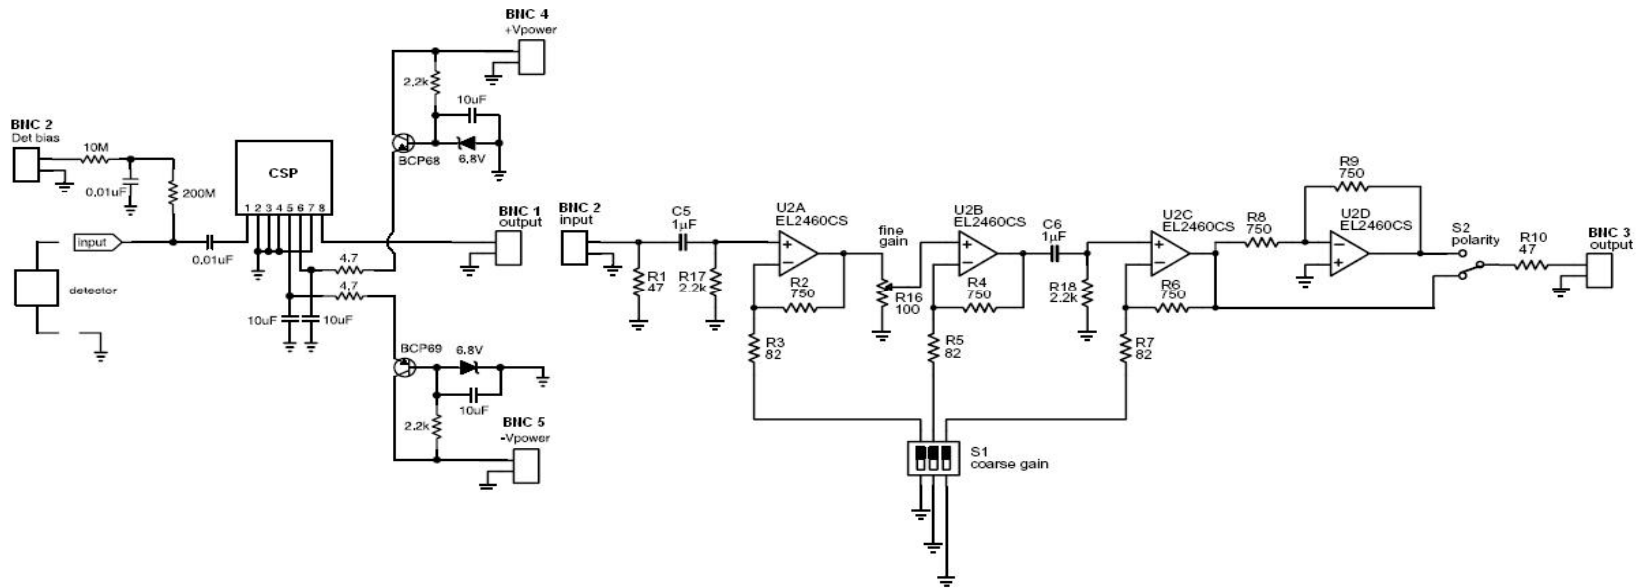 BNC 4
+Vpower
2.2k
10uF
BCP68
6.8V
BNC 2
Det bias
10M
0.01uF
200M
CSP
1 2 3 4 5 6 7 8
input
0.01uF
detector
4.7
4.7
10uF
10uF
BNC 1
output
BCP69
6.8V
10uF
2.2k
BNC 5
-Vpower
BNC 2
input
C5
1µF
R1
47
R17
2.2k
U2A
EL2460CS
R2
750
R3
82
fine
gain
R16
100
U2B
EL2460CS
R4
750
R5
82
C6
1µF
R18
2.2k
U2C
EL2460CS
R6
750
R7
82
R8
750
R9
750
U2D
EL2460CS
S2
polarity
R10
47
BNC 3
output
S1
coarse gain